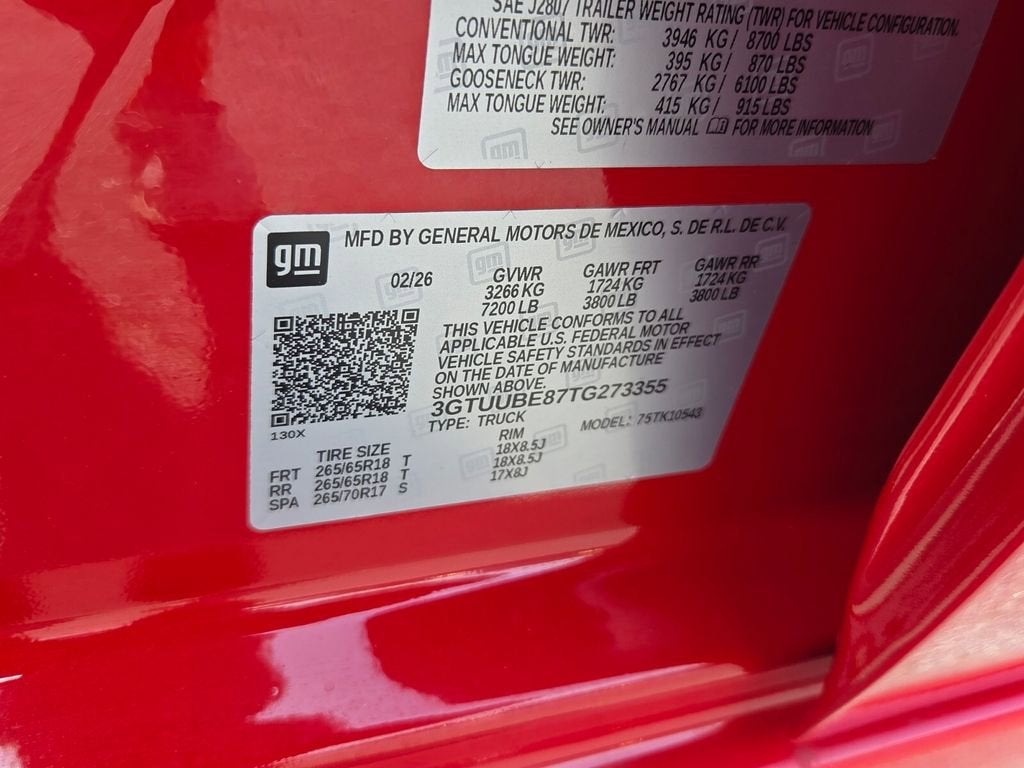 SAE J2807 TRAILER WEIGHT RATING (TWR) FOR VEHICLE CONFIGURATION.
CONVENTIONAL TWR: 3946 KG/ 8700 LBS
MAX TONGUE WEIGHT: 395 KG/ 870 LBS
GOOSENECK TWR: 2767 KG/ 6100 LBS
MAX TONGUE WEIGHT: 415 KG/ 915 LBS
SEE OWNER'S MANUAL FOR MORE INFORMATION
gm
MFD BY GENERAL MOTORS DE MEXICO, S. DE R.L. DE C.V.
02/26
GVWR GAWR FRT GAWR RR
3266 KG 1724 KG 1724 KG
7200 LB 3800 LB 3800 LB
THIS VEHICLE CONFORMS TO ALL
APPLICABLE U.S. FEDERAL MOTOR
VEHICLE SAFETY STANDARDS IN EFFECT
ON THE DATE OF MANUFACTURE
SHOWN ABOVE.
3GTUUBE87TG273355
TYPE: TRUCK MODEL: 75TK10543
130X
TIRE SIZE RIM
FRT 265/65R18 T 18X8.5J
RR 265/65R18 T 18X8.5J
SPA 265/70R17 S 17X8J